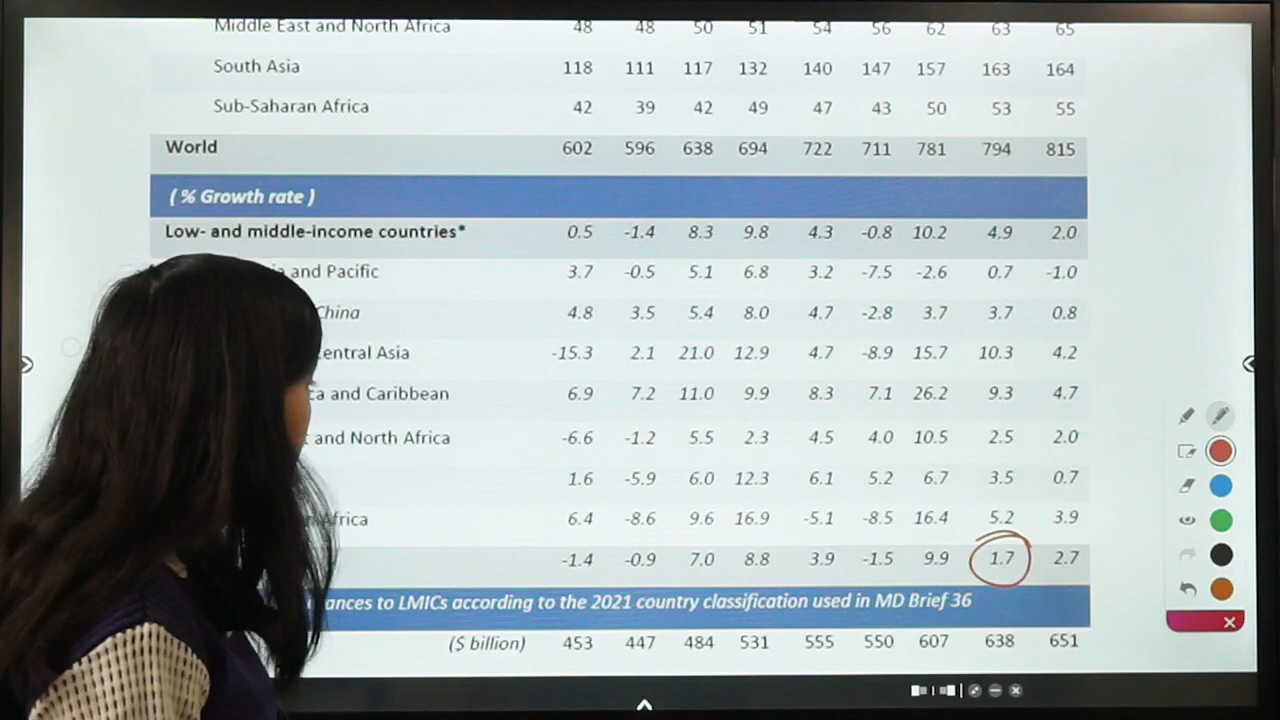 Middle East and North Africa 48 48 50 51 54 56 62 63 65
South Asia 118 111 117 132 140 147 157 163 164
Sub-Saharan Africa 42 39 42 49 47 43 50 53 55
World 602 596 638 694 722 711 781 794 815
( % Growth rate )
Low- and middle-income countries* 0.5 -1.4 8.3 9.8 4.3 -0.8 10.2 4.9 2.0
and Pacific 3.7 -0.5 5.1 6.8 3.2 -7.5 -2.6 0.7 -1.0
China 4.8 3.5 5.4 8.0 4.7 -2.8 3.7 3.7 0.8
Central Asia -15.3 2.1 21.0 12.9 4.7 -8.9 15.7 10.3 4.2
and Caribbean 6.9 7.2 11.0 9.9 8.3 7.1 26.2 9.3 4.7
and North Africa -6.6 -1.2 5.5 2.3 4.5 4.0 10.5 2.5 2.0
1.6 -5.9 6.0 12.3 6.1 5.2 6.7 3.5 0.7
Africa 6.4 -8.6 9.6 16.9 -5.1 -8.5 16.4 5.2 3.9
-1.4 -0.9 7.0 8.8 3.9 -1.5 9.9 1.7 2.7
to LMICs according to the 2021 country classification used in MD Brief 36
($ billion) 453 447 484 531 555 550 607 638 651